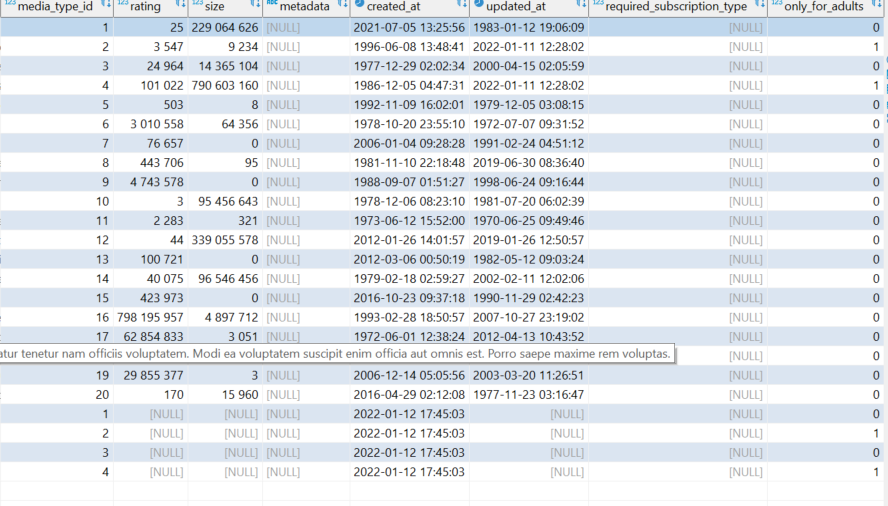 123 media_type_id 123 rating 123 size ABC metadata created_at updated_at 123 required_subscription_type 123 only_for_adults
1 25 229 064 626 [NULL] 2021-07-05 13:25:56 1983-01-12 19:06:09 [NULL] 0
2 3 547 9 234 [NULL] 1996-06-08 13:48:41 2022-01-11 12:28:02 [NULL] 1
3 24 964 14 365 104 [NULL] 1977-12-29 02:02:34 2000-04-15 02:05:59 [NULL] 0
4 101 022 790 603 160 [NULL] 1986-12-05 04:47:31 2022-01-11 12:28:02 [NULL] 1
5 503 8 [NULL] 1992-11-09 16:02:01 1979-12-05 03:08:15 [NULL] 0
6 3 010 558 64 356 [NULL] 1978-10-20 23:55:10 1972-07-07 09:31:52 [NULL] 0
7 76 657 0 [NULL] 2006-01-04 09:28:28 1991-02-24 04:51:12 [NULL] 0
8 443 706 95 [NULL] 1981-11-10 22:18:48 2019-06-30 08:36:40 [NULL] 0
9 4 743 578 0 [NULL] 1988-09-07 01:51:27 1998-06-24 09:16:44 [NULL] 0
10 3 95 456 643 [NULL] 1978-12-06 08:23:10 1981-07-20 06:02:39 [NULL] 0
11 2 283 321 [NULL] 1973-06-12 15:52:00 1970-06-25 09:49:46 [NULL] 0
12 44 339 055 578 [NULL] 2012-01-26 14:01:57 2019-01-26 12:50:57 [NULL] 0
13 100 721 0 [NULL] 2012-03-06 00:50:19 1982-05-12 09:03:24 [NULL] 0
14 40 075 96 546 456 [NULL] 1979-02-18 02:59:27 2002-02-11 12:02:06 [NULL] 0
15 423 973 0 [NULL] 2016-10-23 09:37:18 1990-11-29 02:42:23 [NULL] 0
16 798 195 957 4 897 712 [NULL] 1993-02-28 18:50:57 2007-10-27 23:19:02 [NULL] 0
17 62 854 833 3 051 [NULL] 1972-06-01 12:38:24 2012-04-13 10:43:52 [NULL] 0
atur tenetur nam officiis voluptatem. Modi ea voluptatem suscipit enim officia aut omnis est. Porro saepe maxime rem voluptas. [NULL] 0
19 29 855 377 3 [NULL] 2006-12-14 05:05:56 2003-03-20 11:26:51 [NULL] 0
20 170 15 960 [NULL] 2016-04-29 02:12:08 1977-11-23 03:16:47 [NULL] 0
1 [NULL] [NULL] [NULL] 2022-01-12 17:45:03 [NULL] [NULL] 0
2 [NULL] [NULL] [NULL] 2022-01-12 17:45:03 [NULL] [NULL] 1
3 [NULL] [NULL] [NULL] 2022-01-12 17:45:03 [NULL] [NULL] 0
4 [NULL] [NULL] [NULL] 2022-01-12 17:45:03 [NULL] [NULL] 1